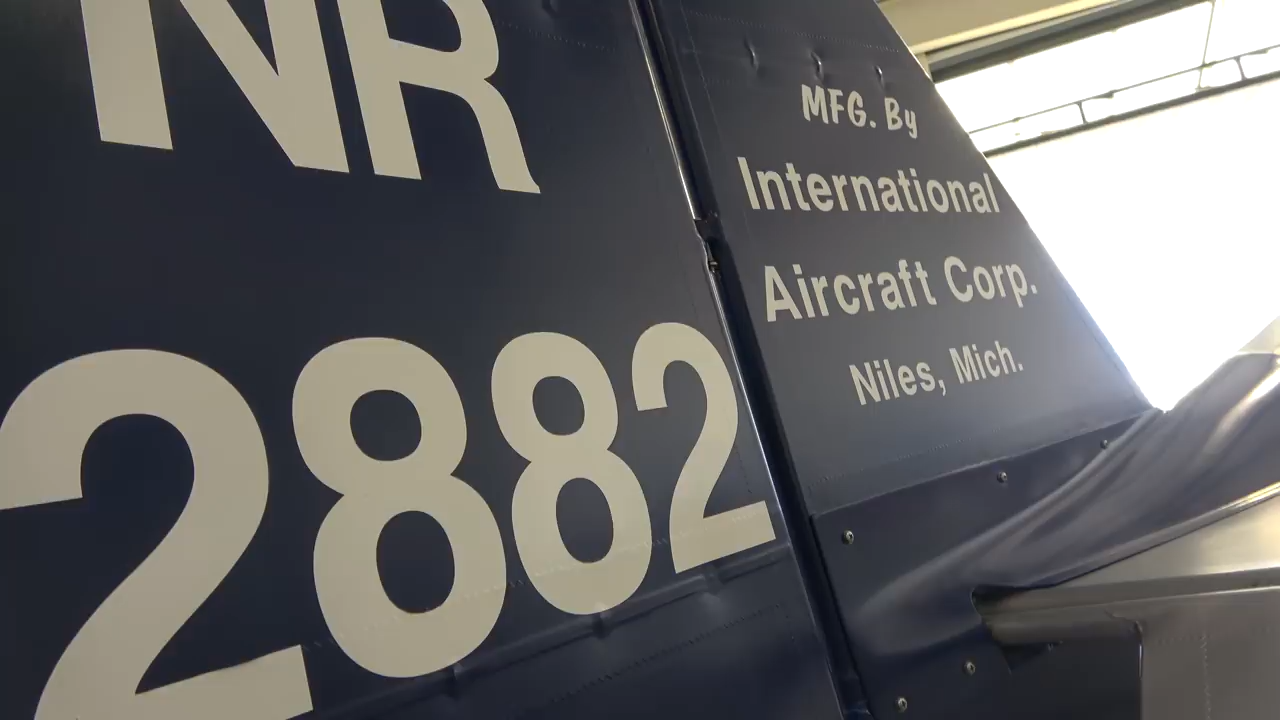 NR
2882
MFG. By
International
Aircraft Corp.
Niles, Mich.